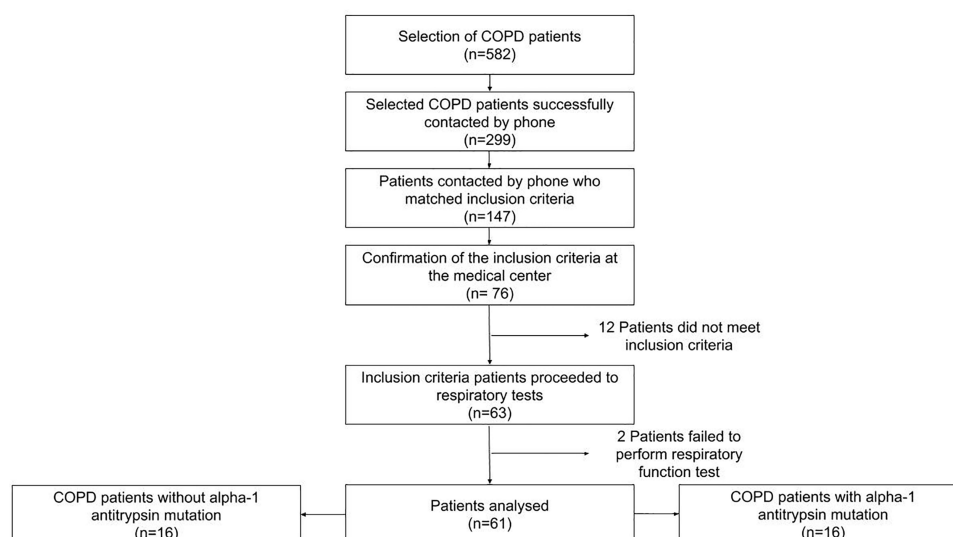 Selection of COPD patients
(n=582)
Selected COPD patients successfully
contacted by phone
(n=299)
Patients contacted by phone who
matched inclusion criteria
(n=147)
Confirmation of the inclusion criteria at
the medical center
(n= 76)
12 Patients did not meet
inclusion criteria
Inclusion criteria patients proceeded to
respiratory tests
(n=63)
2 Patients failed to
perform respiratory
function test
COPD patients without alpha-1
antitrypsin mutation
(n=16)
Patients analysed
(n=61)
COPD patients with alpha-1
antitrypsin mutation
(n=16)